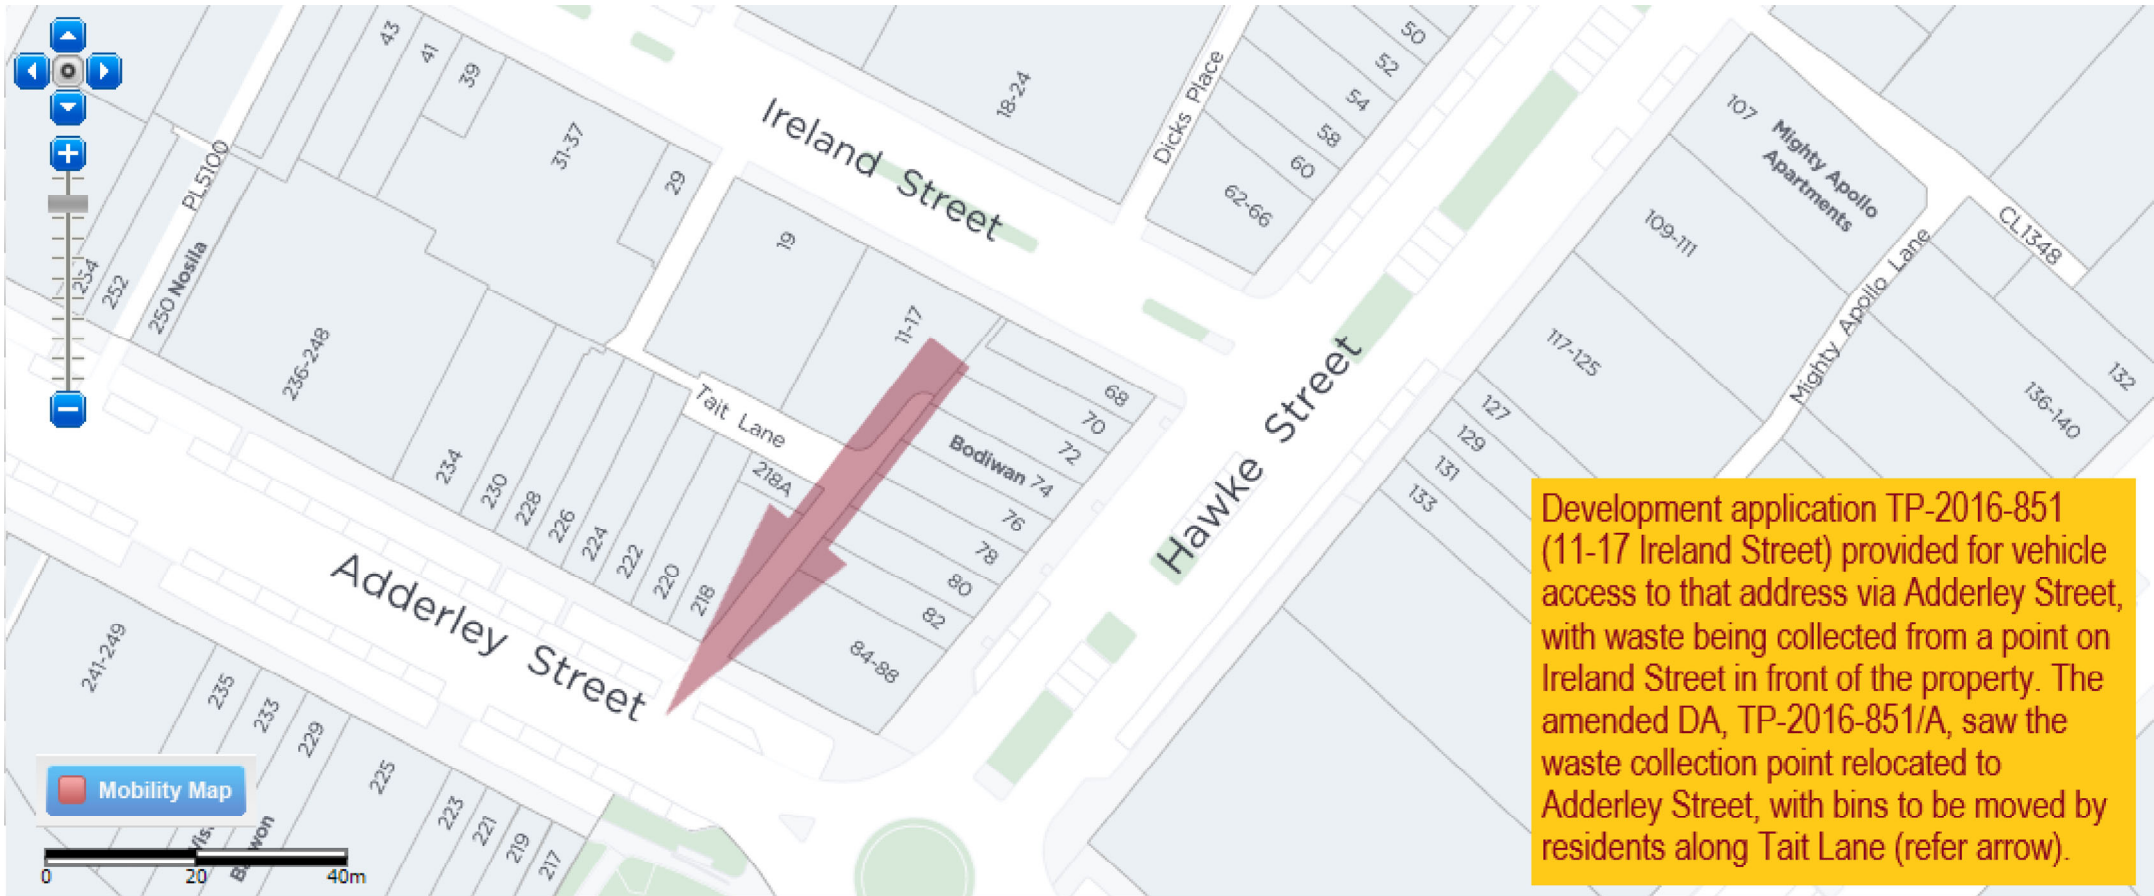 43
41
39
31-37
29
PL5100
234
252
250 Nosila
236-248
Ireland Street
18-24
Dicks Place
50
52
54
58
60
62-66
19
11-17
Tait Lane
234
230
228
226
224
222
220
218
218A
68
70
72
Bodiwan 74
76
78
80
82
84-88
Hawke Street
Adderley Street
107
Mighty Apollo
Apartments
109-111
117-125
127
129
131
133
Mighty Apollo Lane
CL1348
132
136-140
241-249
235
233
229
225
223
221
219
217
Mobility Map
0 20 40m
Development application TP-2016-851
(11-17 Ireland Street) provided for vehicle
access to that address via Adderley Street,
with waste being collected from a point on
Ireland Street in front of the property. The
amended DA, TP-2016-851/A, saw the
waste collection point relocated to
Adderley Street, with bins to be moved by
residents along Tait Lane (refer arrow).